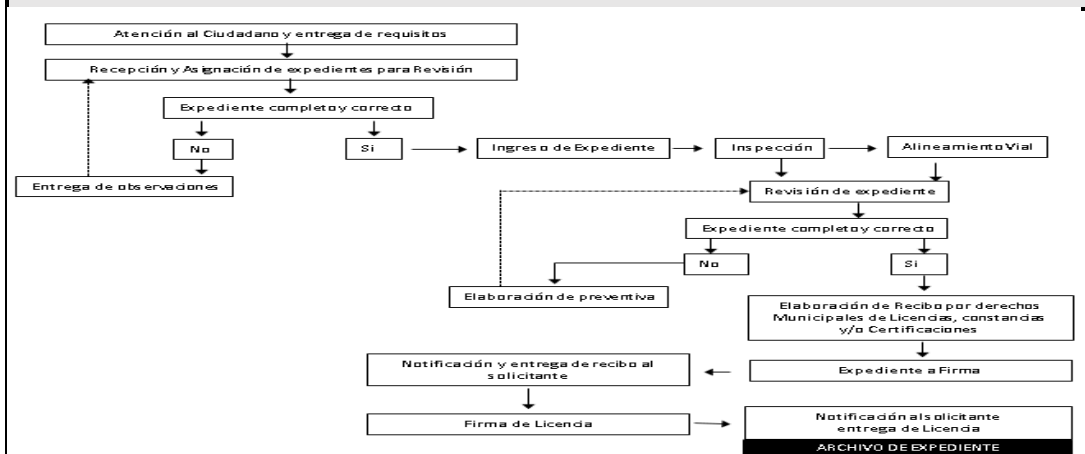 Atención al Ciudadano y entrega de requisitos
Recepción y Asignación de expedientes para Revisión
Expediente completo y correcto
No
Si
Ingreso de Expediente
Inspección
Alineamiento Vial
Entrega de observaciones
Revisión de expediente
Expediente completo y correcto
No
Si
Elaboración de preventiva
Elaboración de Recibo por derechos
Municipales de Licencias, constancias
y/o Certificaciones
Notificación y entrega de recibo al
solicitante
Expediente a Firma
Firma de Licencia
Notificación al solicitante
entrega de Licencia
ARCHIVO DE EXPEDIENTE